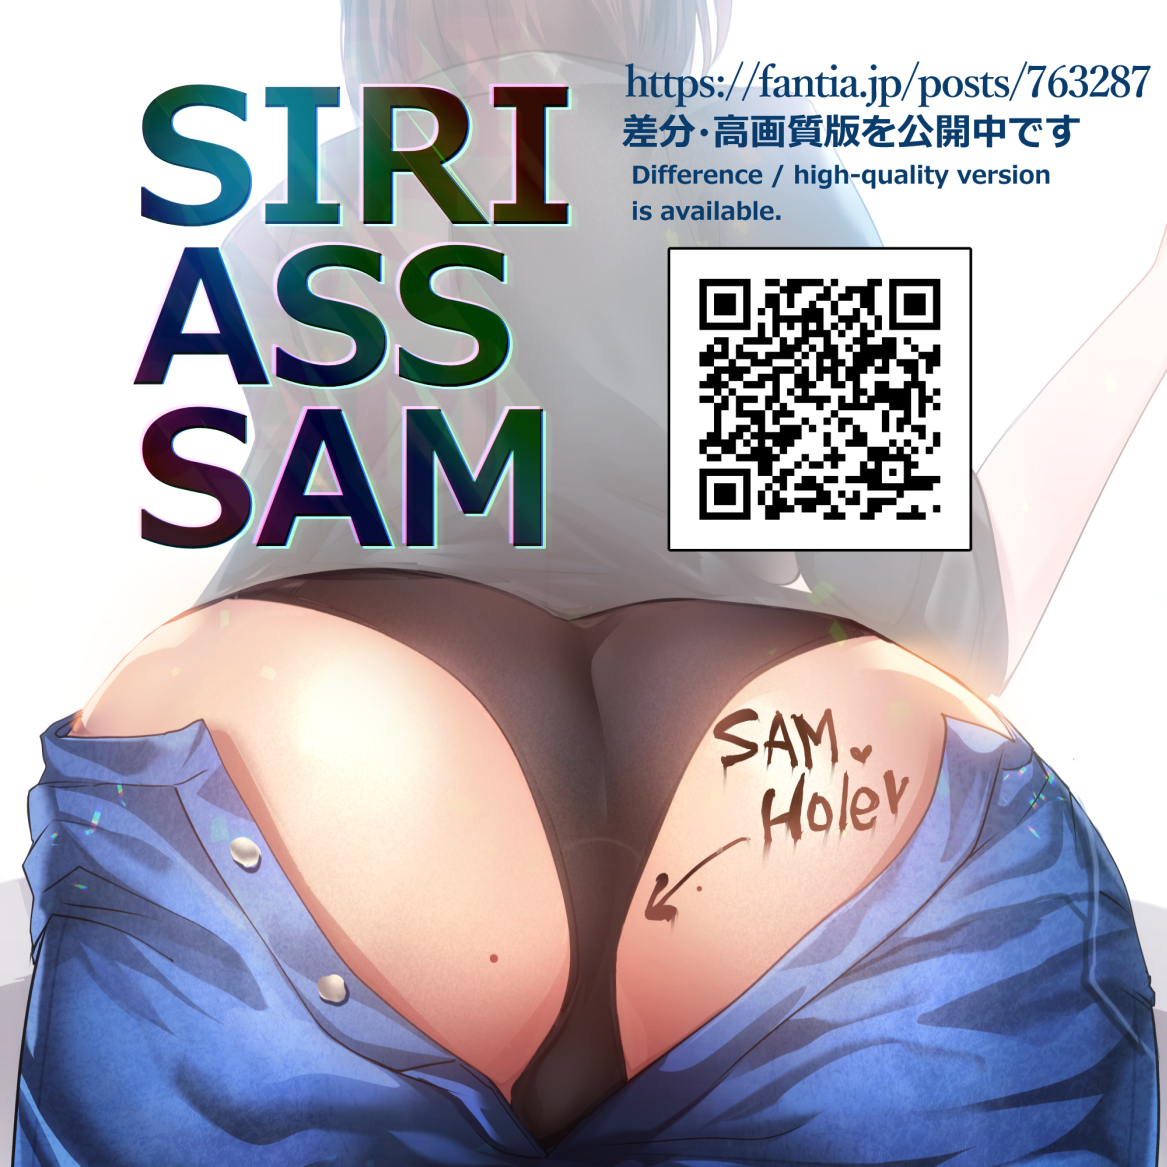 SIRI
ASS
SAM
https://fantia.jp/posts/763287
差分・高画質版を公開中です
Difference / high-quality version
is available.
SAM ♥
Holer